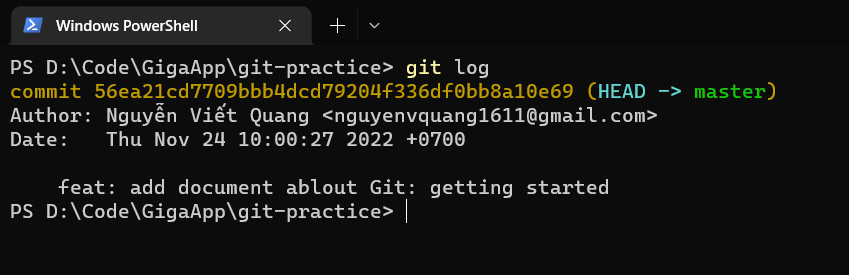 Windows PowerShell
PS D:\Code\GigaApp\git-practice> git log
commit 56ea21cd7709bbb4dcd79204f336df0bb8a10e69 (HEAD -> master)
Author: Nguyễn Viết Quang <nguyenvquang1611@gmail.com>
Date:   Thu Nov 24 10:00:27 2022 +0700
    feat: add document ablout Git: getting started
PS D:\Code\GigaApp\git-practice>